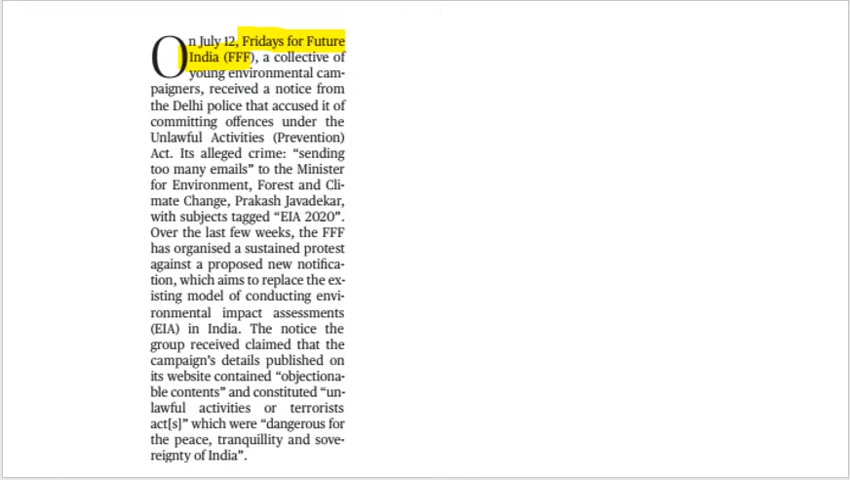 On July 12, Fridays for Future
India (FFF), a collective of
young environmental cam-
paigners, received a notice from
the Delhi police that accused it of
committing offences under the
Unlawful Activities (Prevention)
Act. Its alleged crime: “sending
too many emails” to the Minister
for Environment, Forest and Cli-
mate Change, Prakash Javadekar,
with subjects tagged “EIA 2020”.
Over the last few weeks, the FFF
has organised a sustained protest
against a proposed new notifica-
tion, which aims to replace the ex-
isting model of conducting envi-
ronmental impact assessments
(EIA) in India. The notice the
group received claimed that the
campaign’s details published on
its website contained “objectiona-
ble contents” and constituted “un-
lawful activities or terrorists
act[s]” which were “dangerous for
the peace, tranquillity and sove-
reignty of India”.